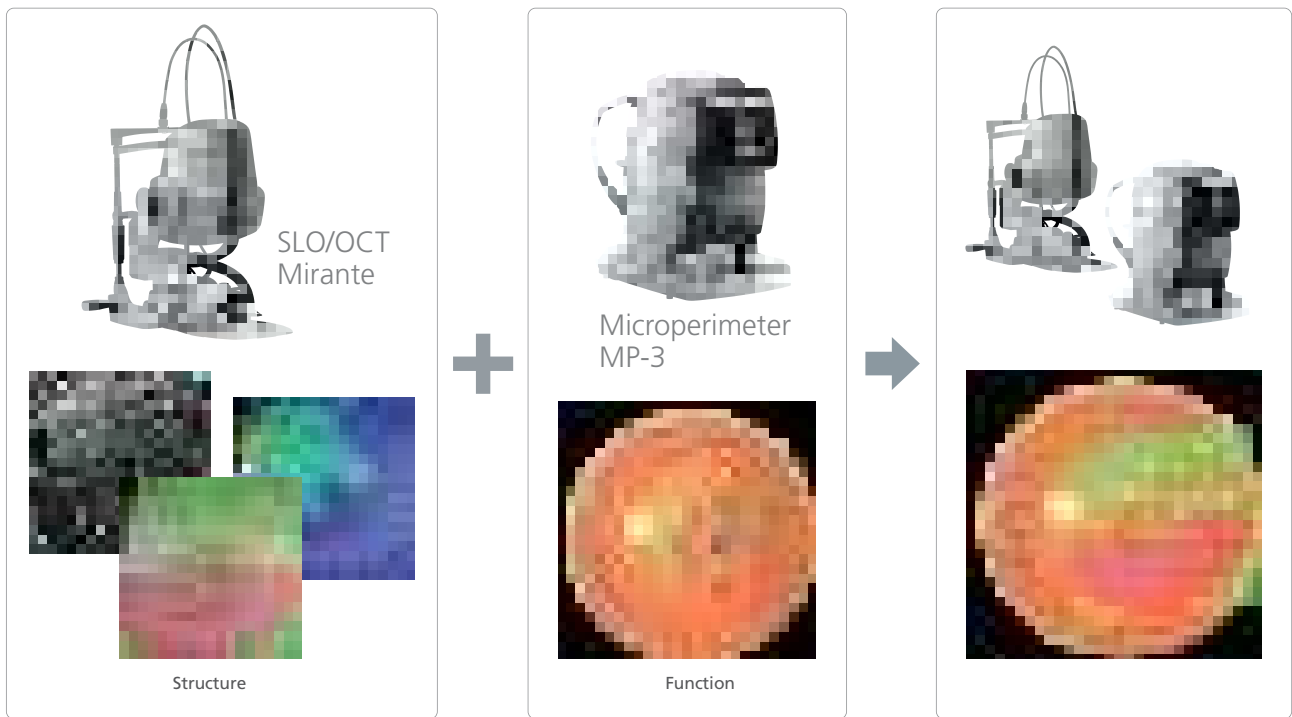 SLO/OCT
Mirante
Structure
Microperimeter
MP-3
Function